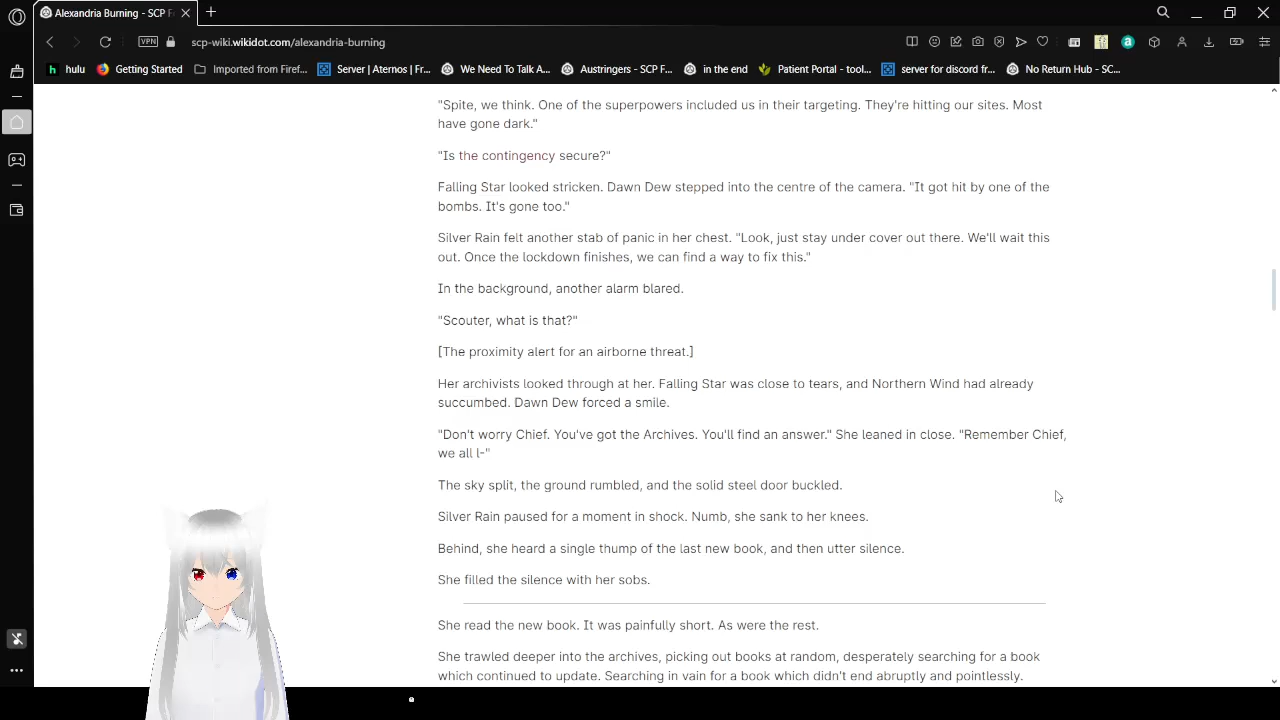 Alexandria Burning - SCP F
VPN
scp-wiki.wikidot.com/alexandria-burning
hulu
Getting Started
Imported from Firef...
Server | Aternos | Fr...
We Need To Talk A...
Austringers - SCP F...
in the end
Patient Portal - tool...
server for discord fr...
No Return Hub - SC...
"Spite, we think. One of the superpowers included us in their targeting. They're hitting our sites. Most
have gone dark."
"Is the contingency secure?"
Falling Star looked stricken. Dawn Dew stepped into the centre of the camera. "It got hit by one of the
bombs. It's gone too."
Silver Rain felt another stab of panic in her chest. "Look, just stay under cover out there. We'll wait this
out. Once the lockdown finishes, we can find a way to fix this."
In the background, another alarm blared.
"Scouter, what is that?"
[The proximity alert for an airborne threat.]
Her archivists looked through at her. Falling Star was close to tears, and Northern Wind had already
succumbed. Dawn Dew forced a smile.
"Don't worry Chief. You've got the Archives. You'll find an answer." She leaned in close. "Remember Chief,
we all l-"
The sky split, the ground rumbled, and the solid steel door buckled.
Silver Rain paused for a moment in shock. Numb, she sank to her knees.
Behind, she heard a single thump of the last new book, and then utter silence.
She filled the silence with her sobs.
She read the new book. It was painfully short. As were the rest.
She trawled deeper into the archives, picking out books at random, desperately searching for a book
which continued to update. Searching in vain for a book which didn't end abruptly and pointlessly.